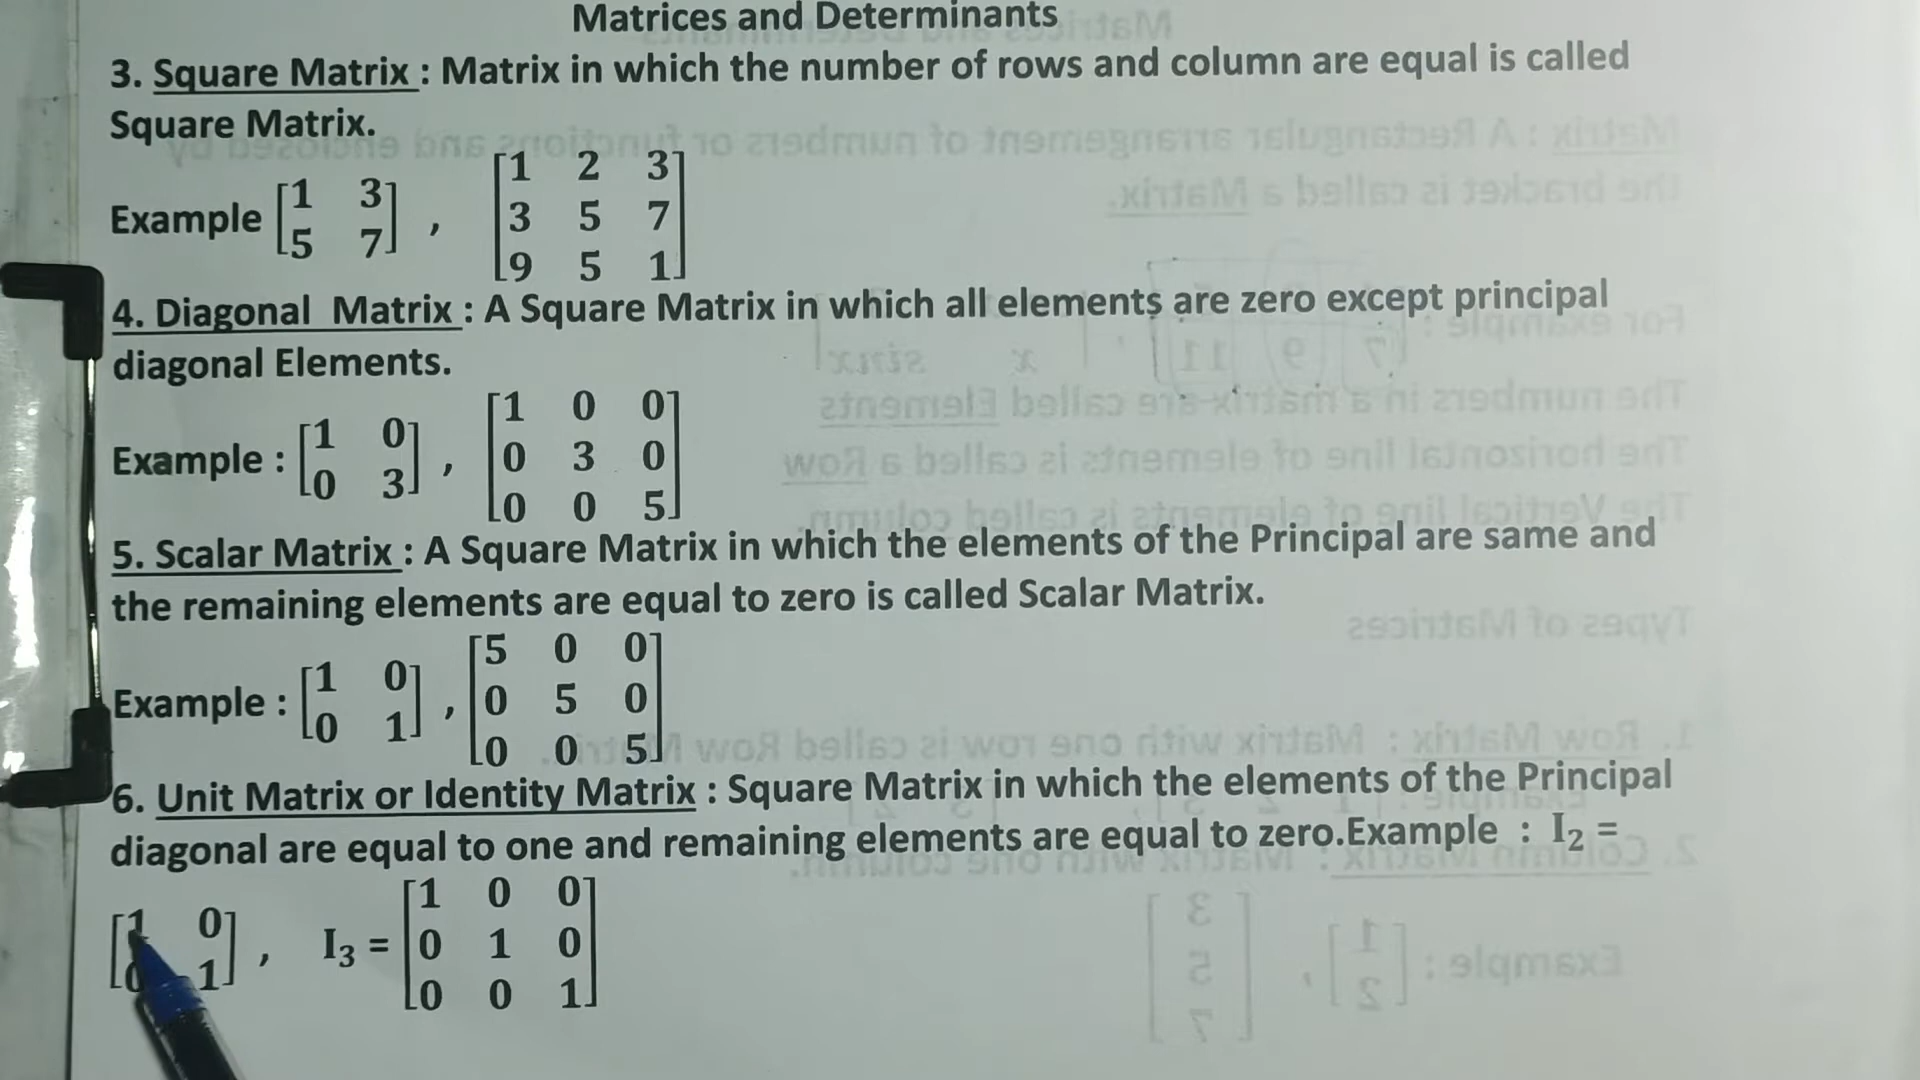 Matrices and Determinants
3. Square Matrix : Matrix in which the number of rows and column are equal is called
Square Matrix.
Example [1 3
5 7] , [1 2 3
3 5 7
9 5 1]
4. Diagonal Matrix : A Square Matrix in which all elements are zero except principal
diagonal Elements.
Example : [1 0
0 3] , [1 0 0
0 3 0
0 0 5]
5. Scalar Matrix : A Square Matrix in which the elements of the Principal are same and
the remaining elements are equal to zero is called Scalar Matrix.
Example : [1 0
0 1] , [5 0 0
0 5 0
0 0 5]
6. Unit Matrix or Identity Matrix : Square Matrix in which the elements of the Principal
diagonal are equal to one and remaining elements are equal to zero.Example : I₂ =
[1 0
0 1] , I₃ = [1 0 0
0 1 0
0 0 1]